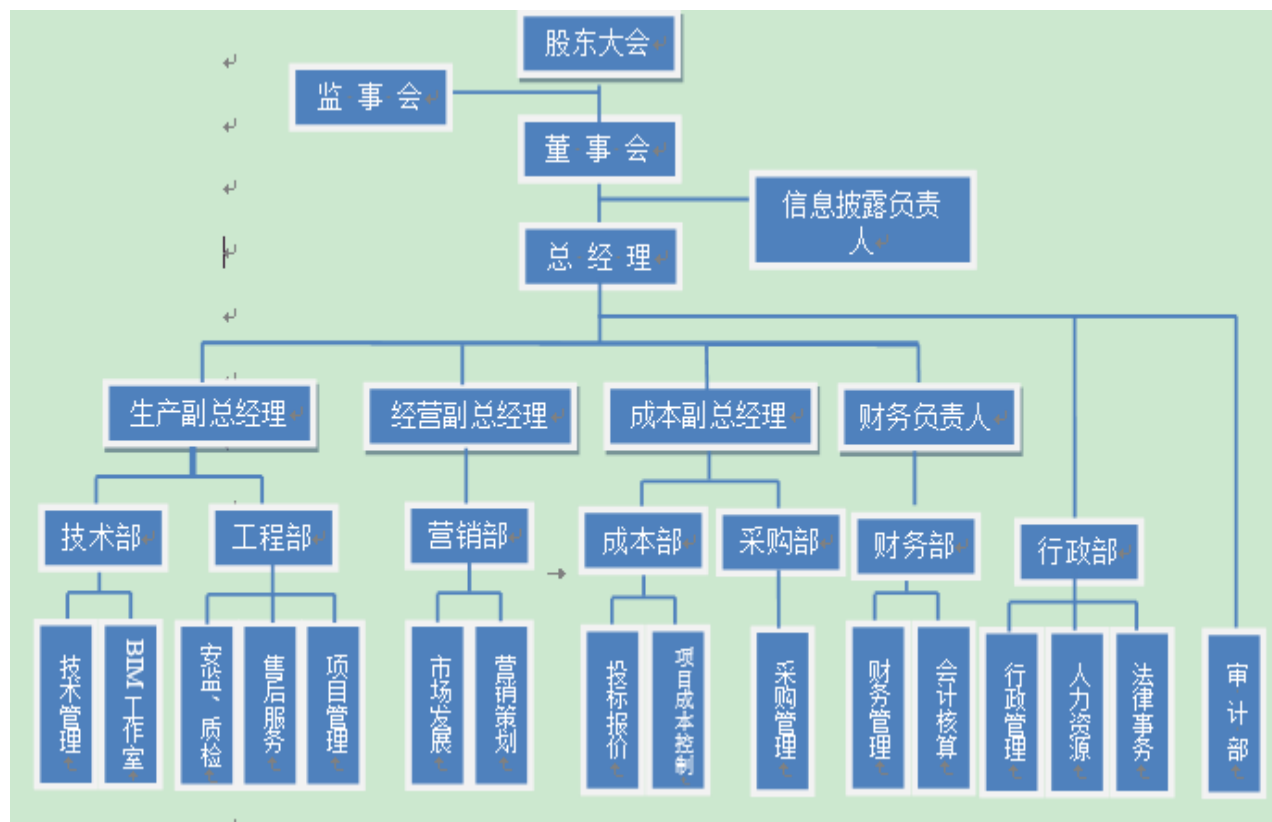 股东大会
监 事 会
董 事 会
信息披露负责
人
总 经 理
生产副总经理
经营副总经理
成本副总经理
财务负责人
技术部
工程部
营销部
成本部
采购部
财务部
行政部
技术管理
BIM工作室
安监、质检
售后服务
项目管理
市场发展
营销策划
投标报价
项目成本控制
采购管理
财务管理
会计核算
行政管理
人力资源
法律事务
审计部